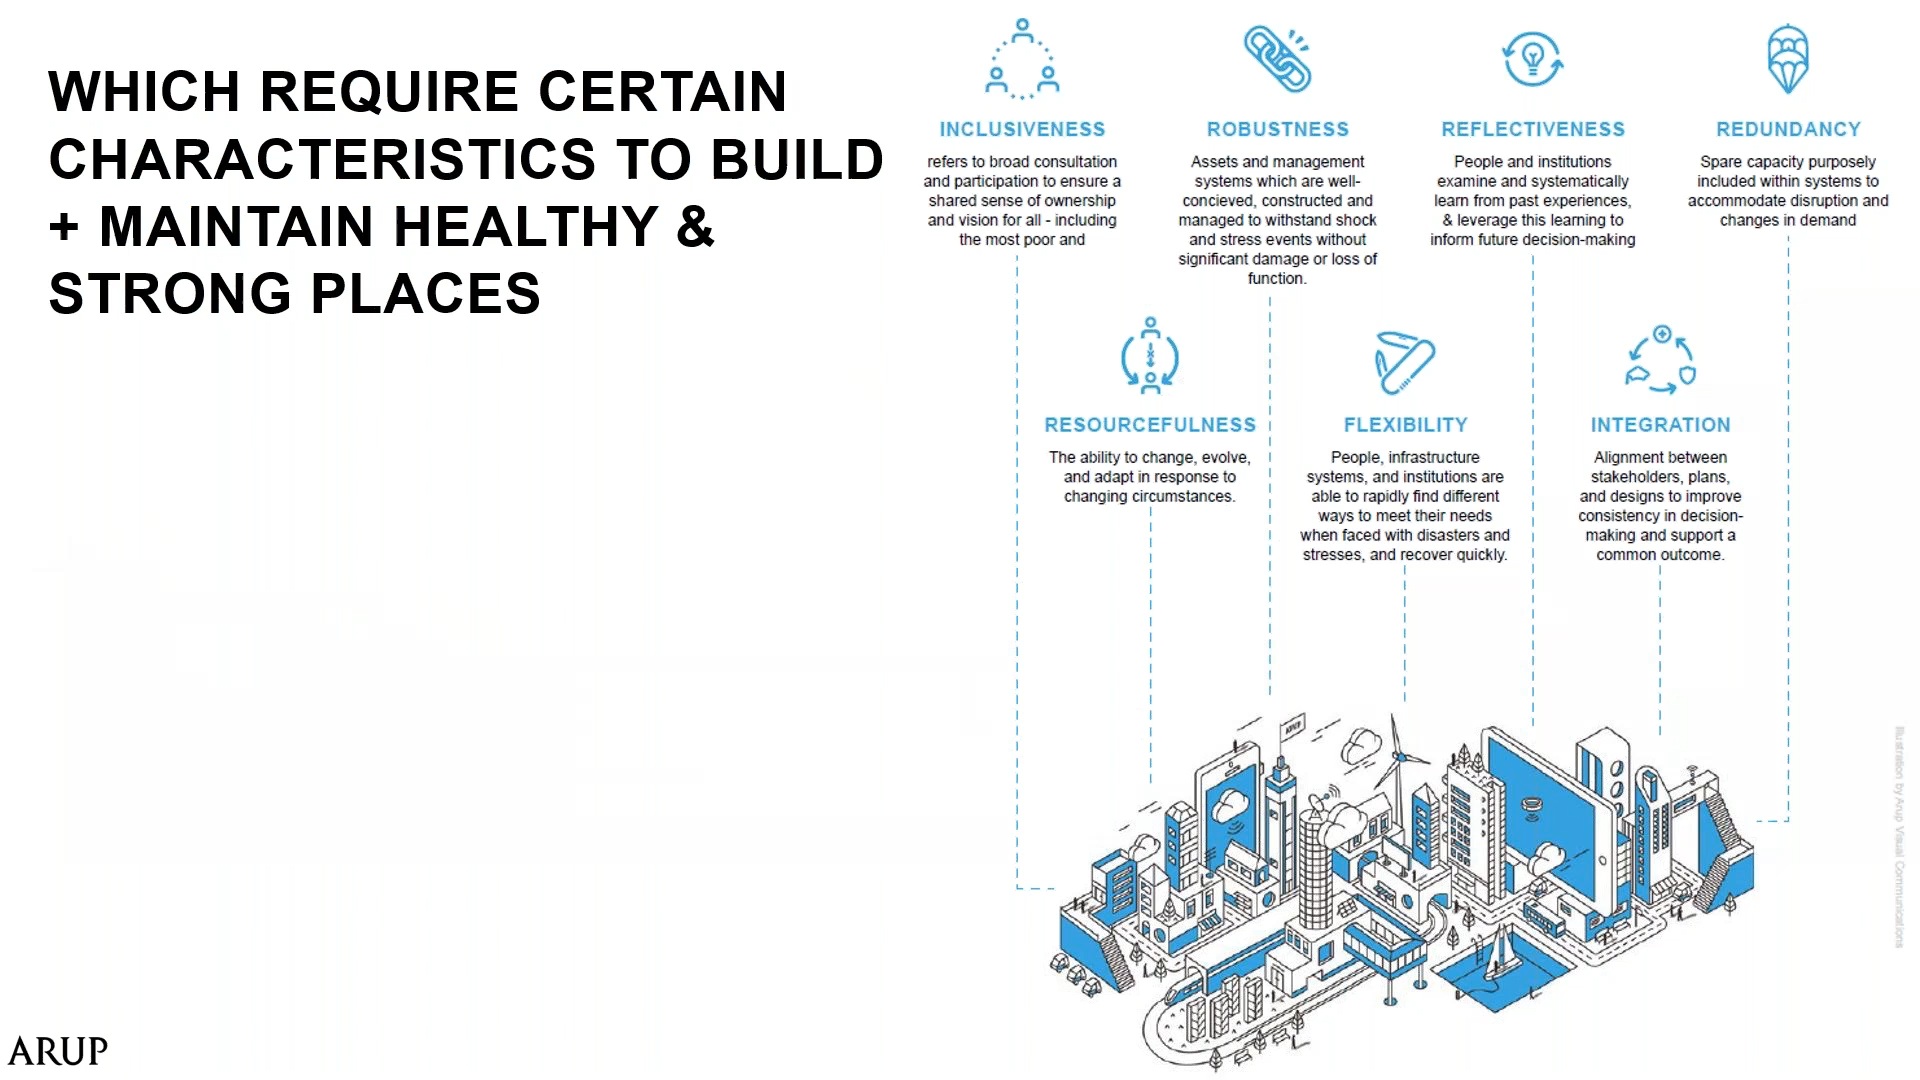 WHICH REQUIRE CERTAIN
CHARACTERISTICS TO BUILD
+ MAINTAIN HEALTHY &
STRONG PLACES
INCLUSIVENESS
refers to broad consultation
and participation to ensure a
shared sense of ownership
and vision for all - including
the most poor and
ROBUSTNESS
Assets and management
systems which are well-
concieved, constructed and
managed to withstand shock
and stress events without
significant damage or loss of
function.
REFLECTIVENESS
People and institutions
examine and systematically
learn from past experiences,
& leverage this learning to
inform future decision-making
REDUNDANCY
Spare capacity purposely
included within systems to
accommodate disruption and
changes in demand
RESOURCEFULNESS
The ability to change, evolve,
and adapt in response to
changing circumstances.
FLEXIBILITY
People, infrastructure
systems, and institutions are
able to rapidly find different
ways to meet their needs
when faced with disasters and
stresses, and recover quickly.
INTEGRATION
Alignment between
stakeholders, plans,
and designs to improve
consistency in decision-
making and support a
common outcome.
ARUP
Illustration by Arup Visual Communications
ARUP